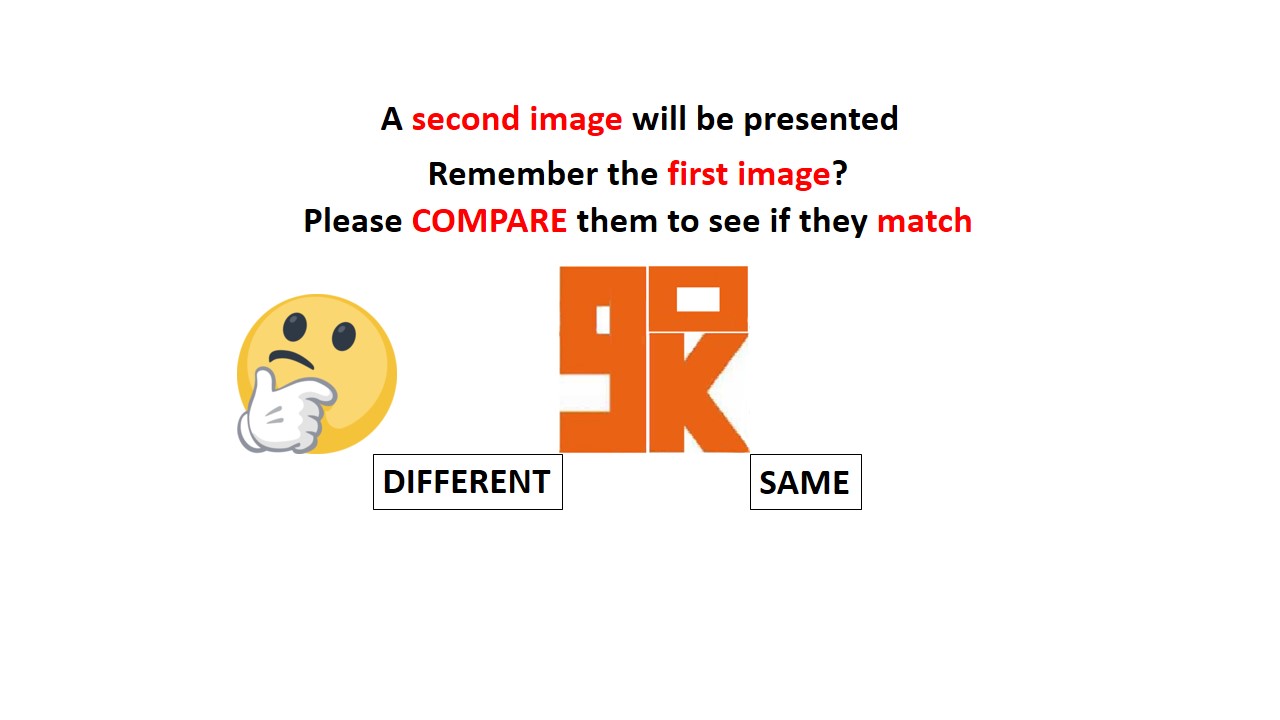 A second image will be presented
Remember the first image?
Please COMPARE them to see if they match
90K
DIFFERENT
SAME